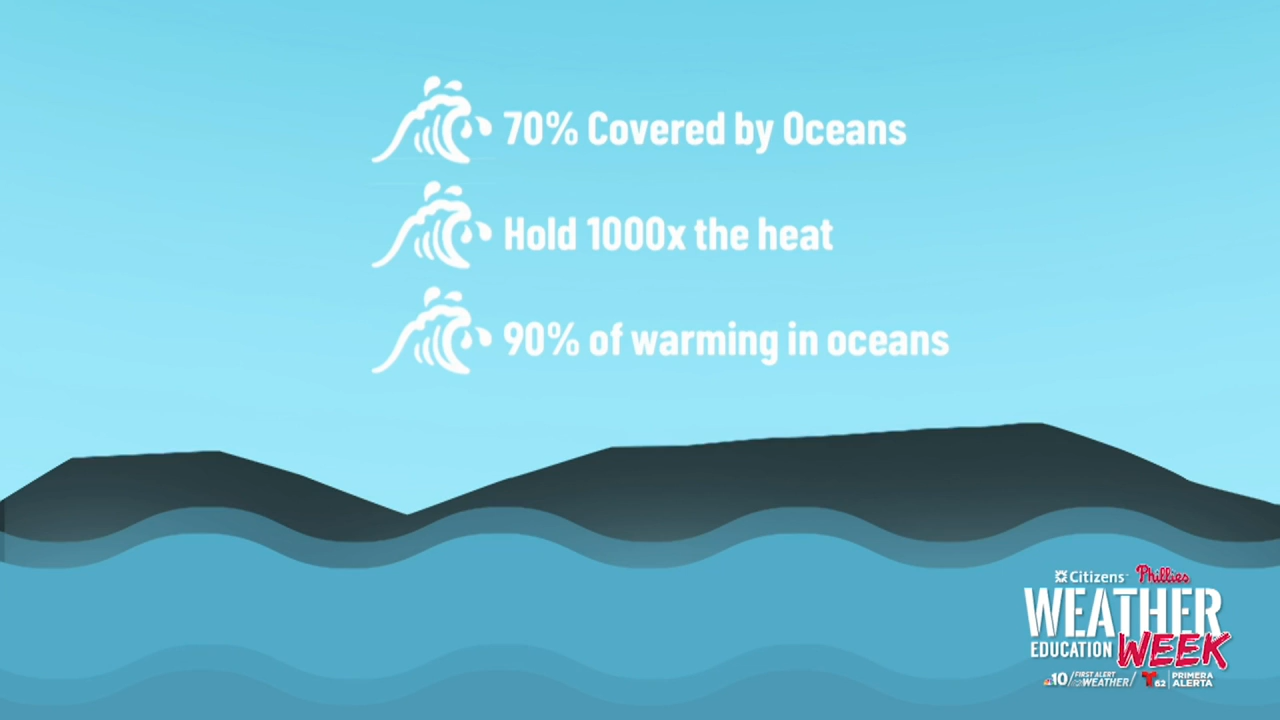 70% Covered by Oceans
Hold 1000x the heat
90% of warming in oceans
Citizens™ Phillies
WEATHER
EDUCATION WEEK
10 / FIRST ALERT WEATHER / T 62 | PRIMERA ALERTA